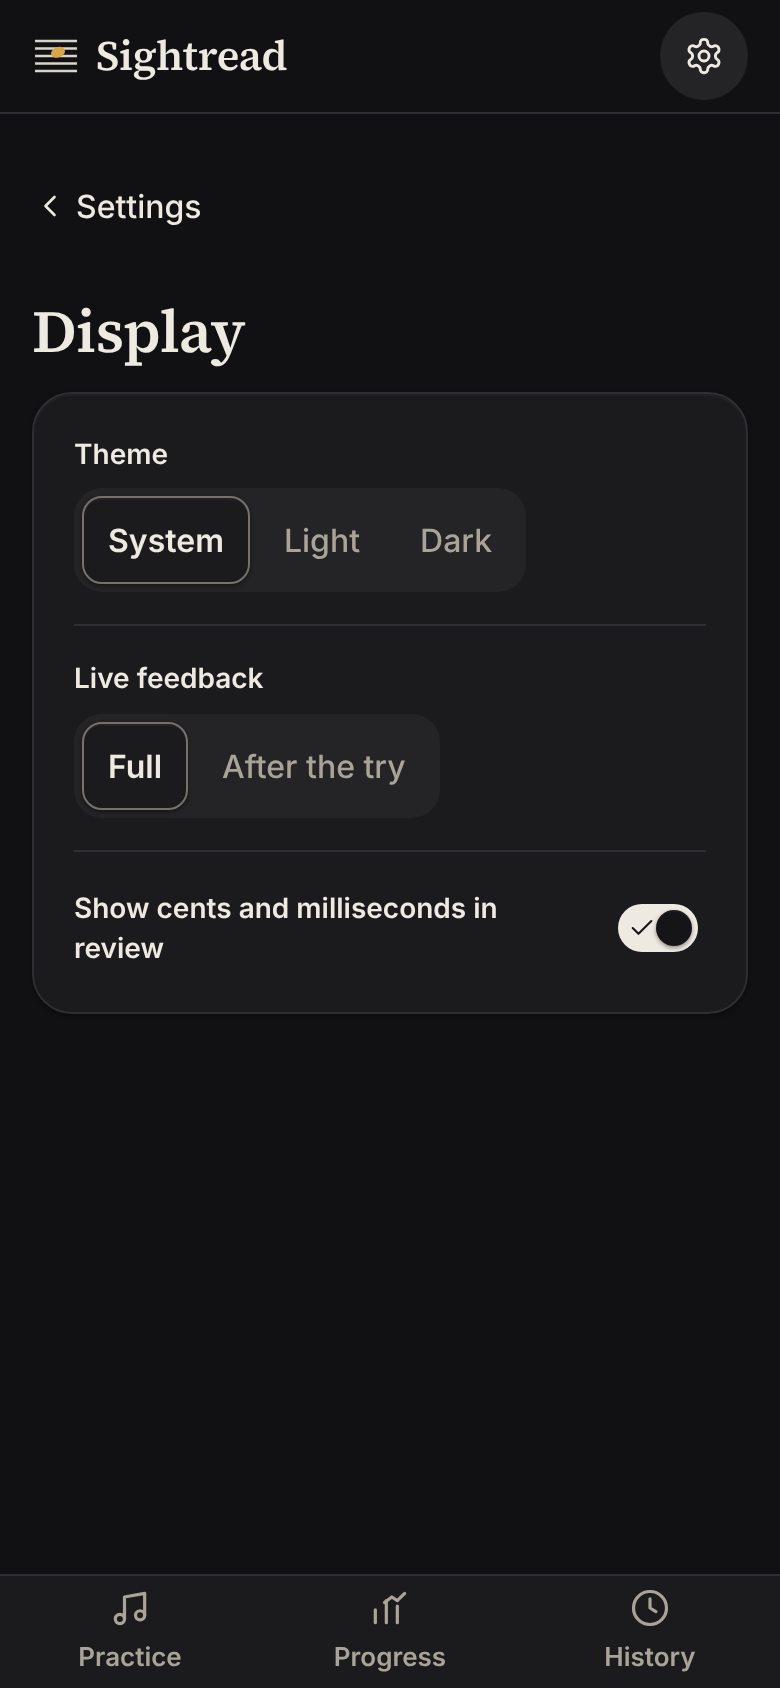 Sightread
Settings
Display
Theme
System Light Dark
Live feedback
Full After the try
Show cents and milliseconds in
review
Practice Progress History